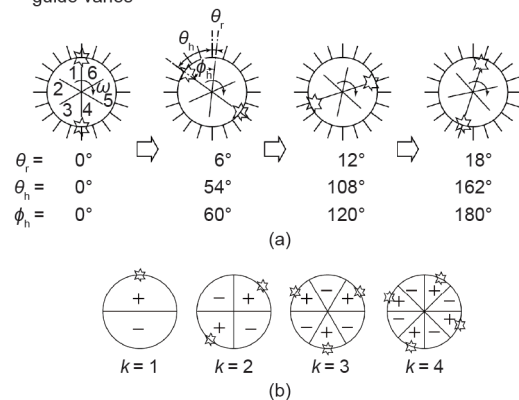 guide varies
θr
θh
ϕh
1 6
2 ω
5
3 4
θr = 0° 6° 12° 18°
θh = 0° 54° 108° 162°
ϕh = 0° 60° 120° 180°
(a)
+
−
− +
+ −
+ − +
− + −
− +
+ −
− +
+ −
k = 1 k = 2 k = 3 k = 4
(b)